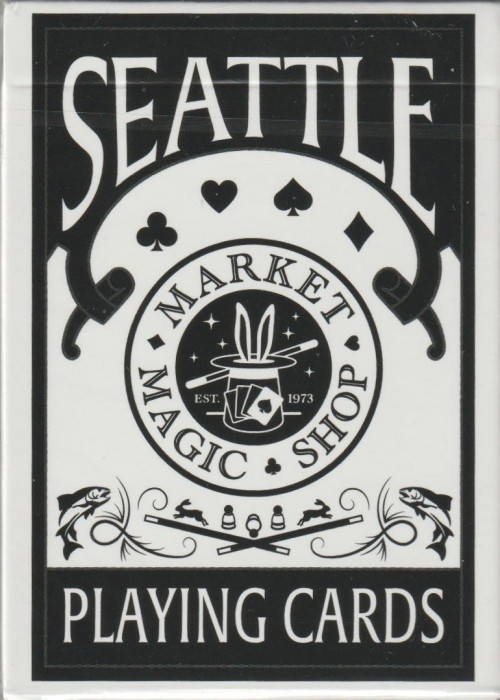 SEATTLE
MARKET
MAGIC SHOP
EST. 1973
PLAYING CARDS